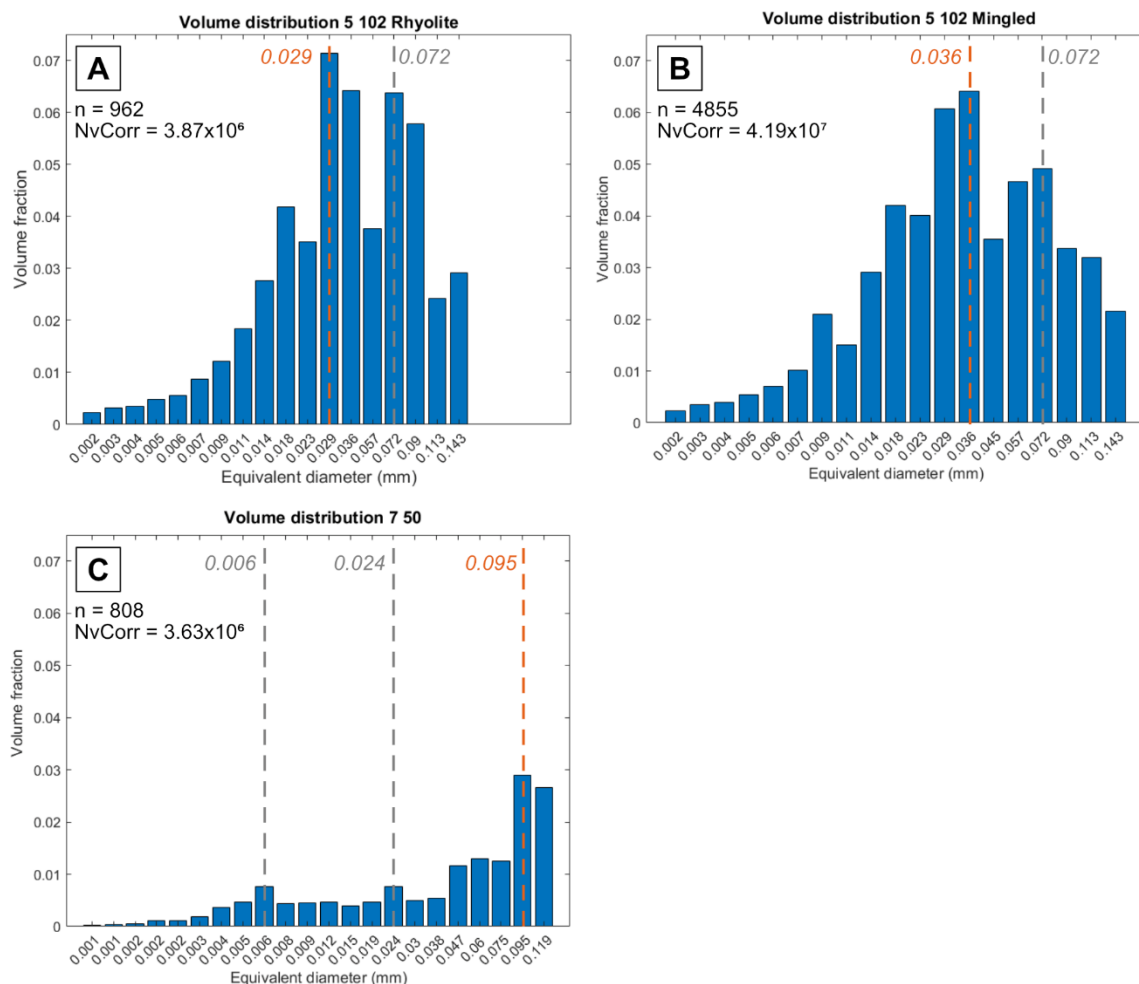 Volume distribution 5 102 Rhyolite
A
n = 962
NvCorr = 3.87x10⁶
0.029
0.072
Volume fraction
0.07
0.06
0.05
0.04
0.03
0.02
0.01
0
0.002 0.003 0.004 0.005 0.006 0.007 0.009 0.011 0.014 0.018 0.023 0.029 0.036 0.057 0.072 0.09 0.113 0.143
Equivalent diameter (mm)
Volume distribution 5 102 Mingled
B
n = 4855
NvCorr = 4.19x10⁷
0.036
0.072
Volume fraction
0.07
0.06
0.05
0.04
0.03
0.02
0.01
0
0.002 0.003 0.004 0.005 0.006 0.007 0.009 0.011 0.014 0.018 0.023 0.029 0.036 0.045 0.057 0.072 0.09 0.113 0.143
Equivalent diameter (mm)
Volume distribution 7 50
C
n = 808
NvCorr = 3.63x10⁶
0.006
0.024
0.095
Volume fraction
0.07
0.06
0.05
0.04
0.03
0.02
0.01
0
0.001 0.001 0.002 0.002 0.002 0.003 0.004 0.005 0.006 0.008 0.009 0.012 0.015 0.019 0.024 0.03 0.038 0.047 0.06 0.075 0.095 0.119
Equivalent diameter (mm)